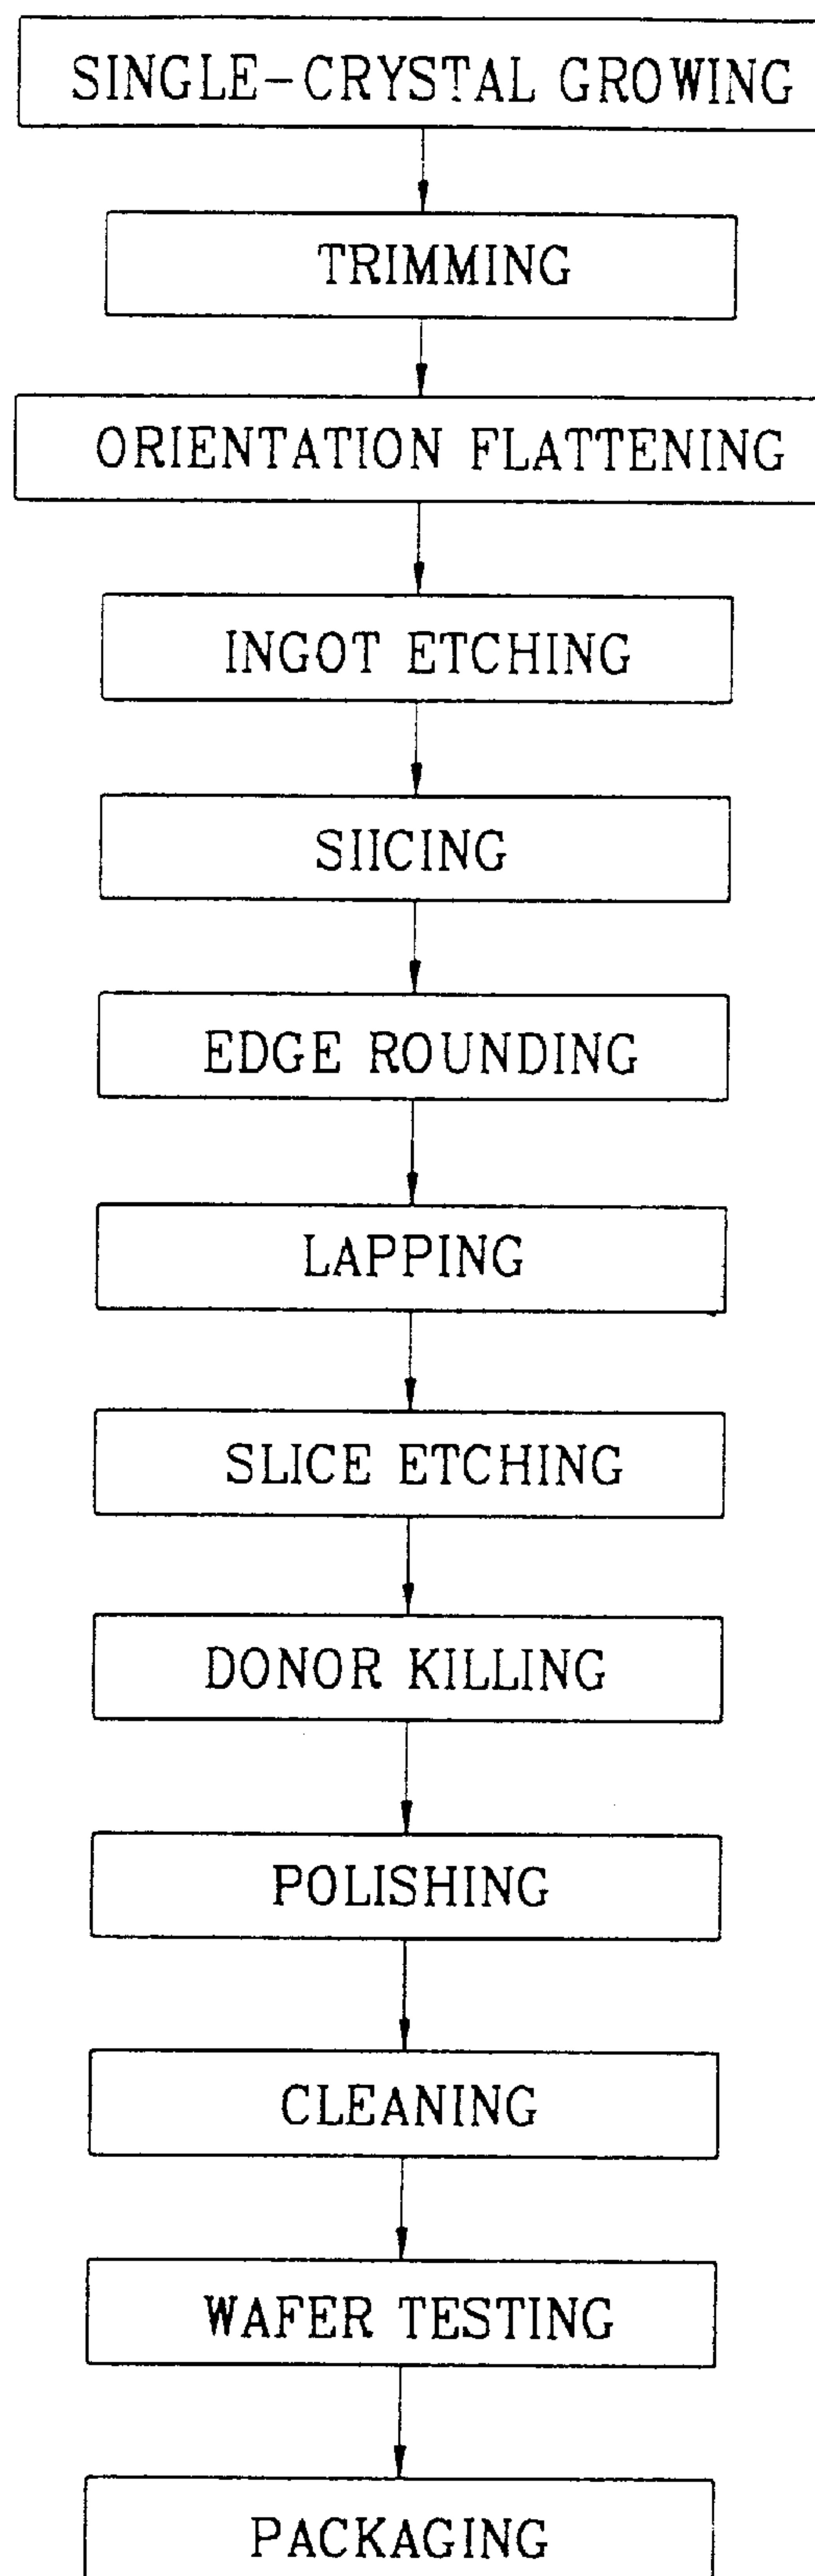 SINGLE-CRYSTAL GROWING
TRIMMING
ORIENTATION FLATTENING
INGOT ETCHING
SIICING
EDGE ROUNDING
LAPPING
SLICE ETCHING
DONOR KILLING
POLISHING
CLEANING
WAFER TESTING
PACKAGING